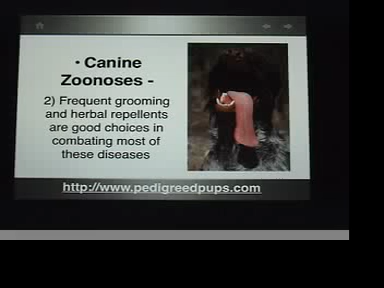 • Canine
Zoonoses -
2) Frequent grooming
and herbal repellents
are good choices in
combating most of
these diseases
http://www.pedigreedpups.com